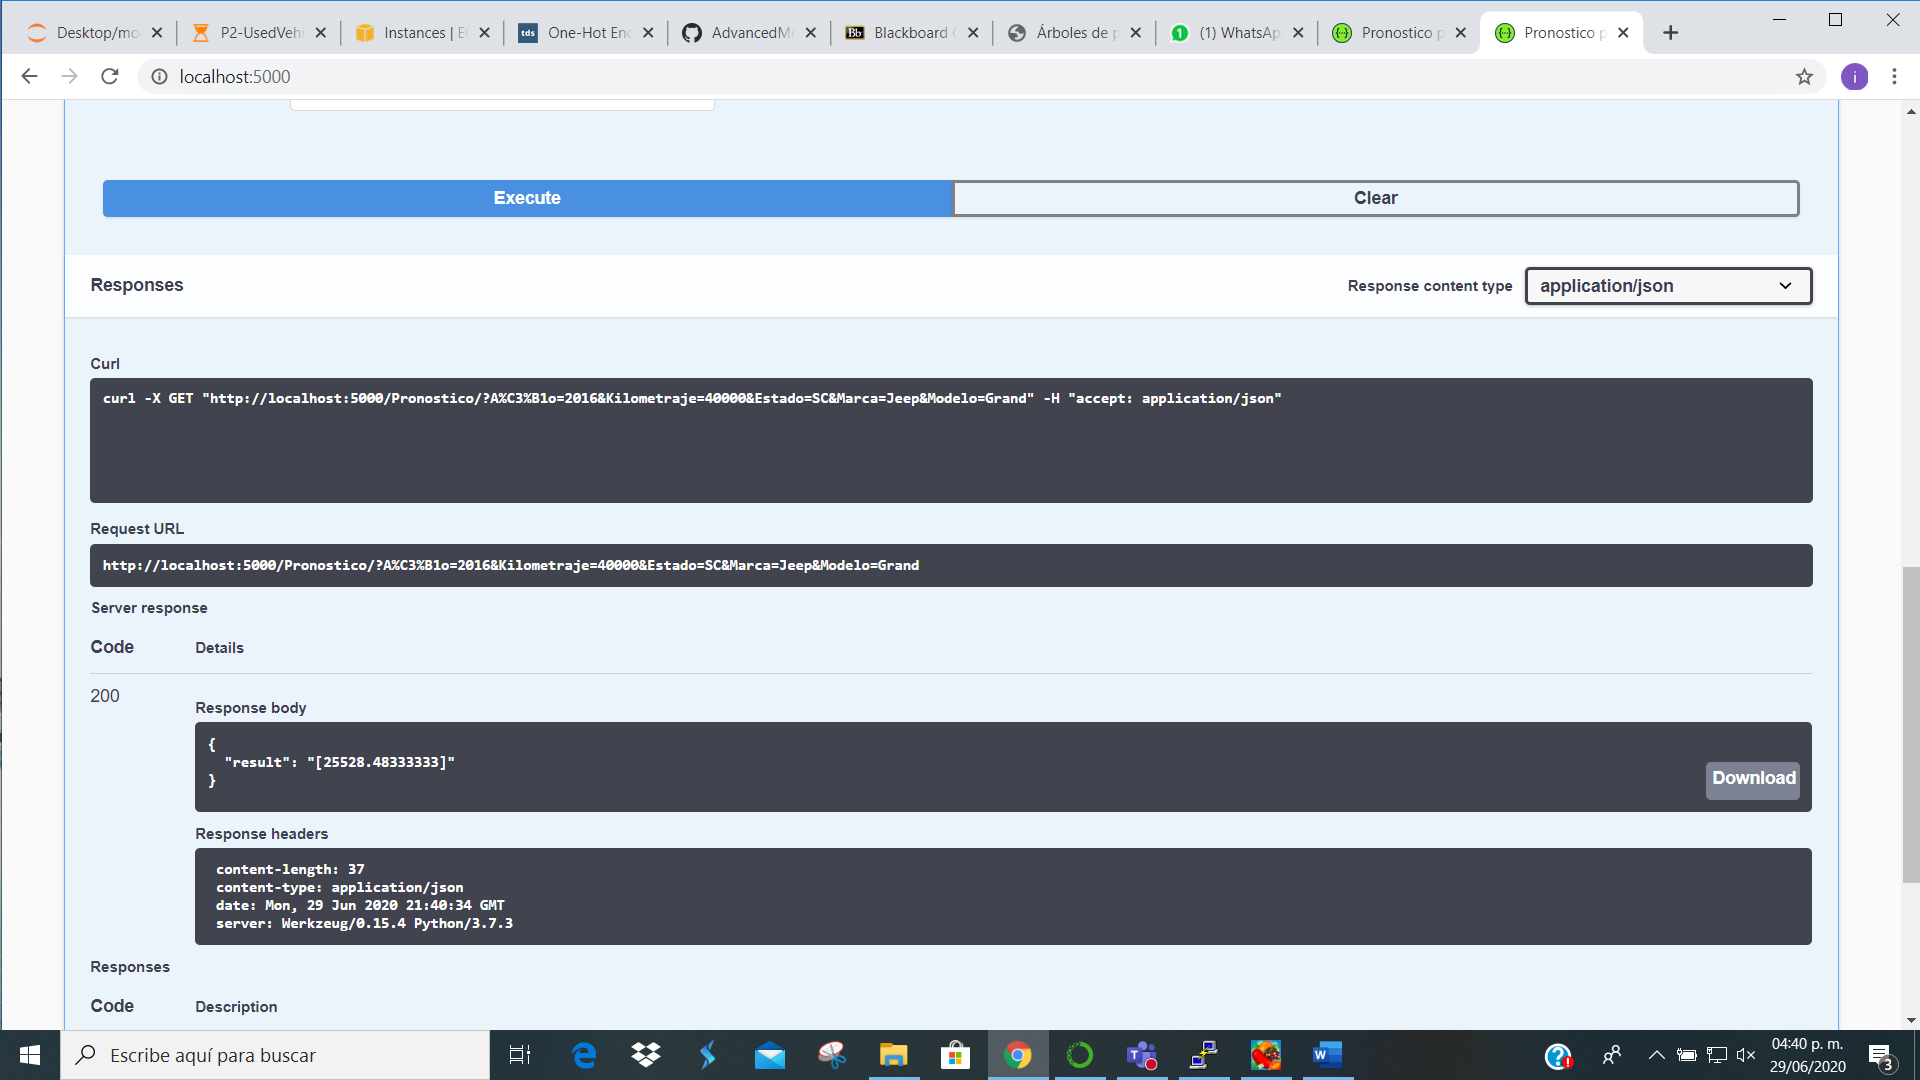 Desktop/mo
P2-UsedVehi
Instances | E
One-Hot Enc
AdvancedMe
Blackboard
Árboles de p
(1) WhatsAp
Pronostico p
Pronostico p
localhost:5000
i
Execute
Clear
Responses
Response content type
application/json
Curl
curl -X GET "http://localhost:5000/Pronostico/?A%C3%B1o=2016&Kilometraje=40000&Estado=SC&Marca=Jeep&Modelo=Grand" -H "accept: application/json"
Request URL
http://localhost:5000/Pronostico/?A%C3%B1o=2016&Kilometraje=40000&Estado=SC&Marca=Jeep&Modelo=Grand
Server response
Code
Details
200
Response body
{
"result": "[25528.48333333]"
}
Download
Response headers
content-length: 37
content-type: application/json
date: Mon, 29 Jun 2020 21:40:34 GMT
server: Werkzeug/0.15.4 Python/3.7.3
Responses
Code
Description
Escribe aquí para buscar
04:40 p. m.
29/06/2020
3